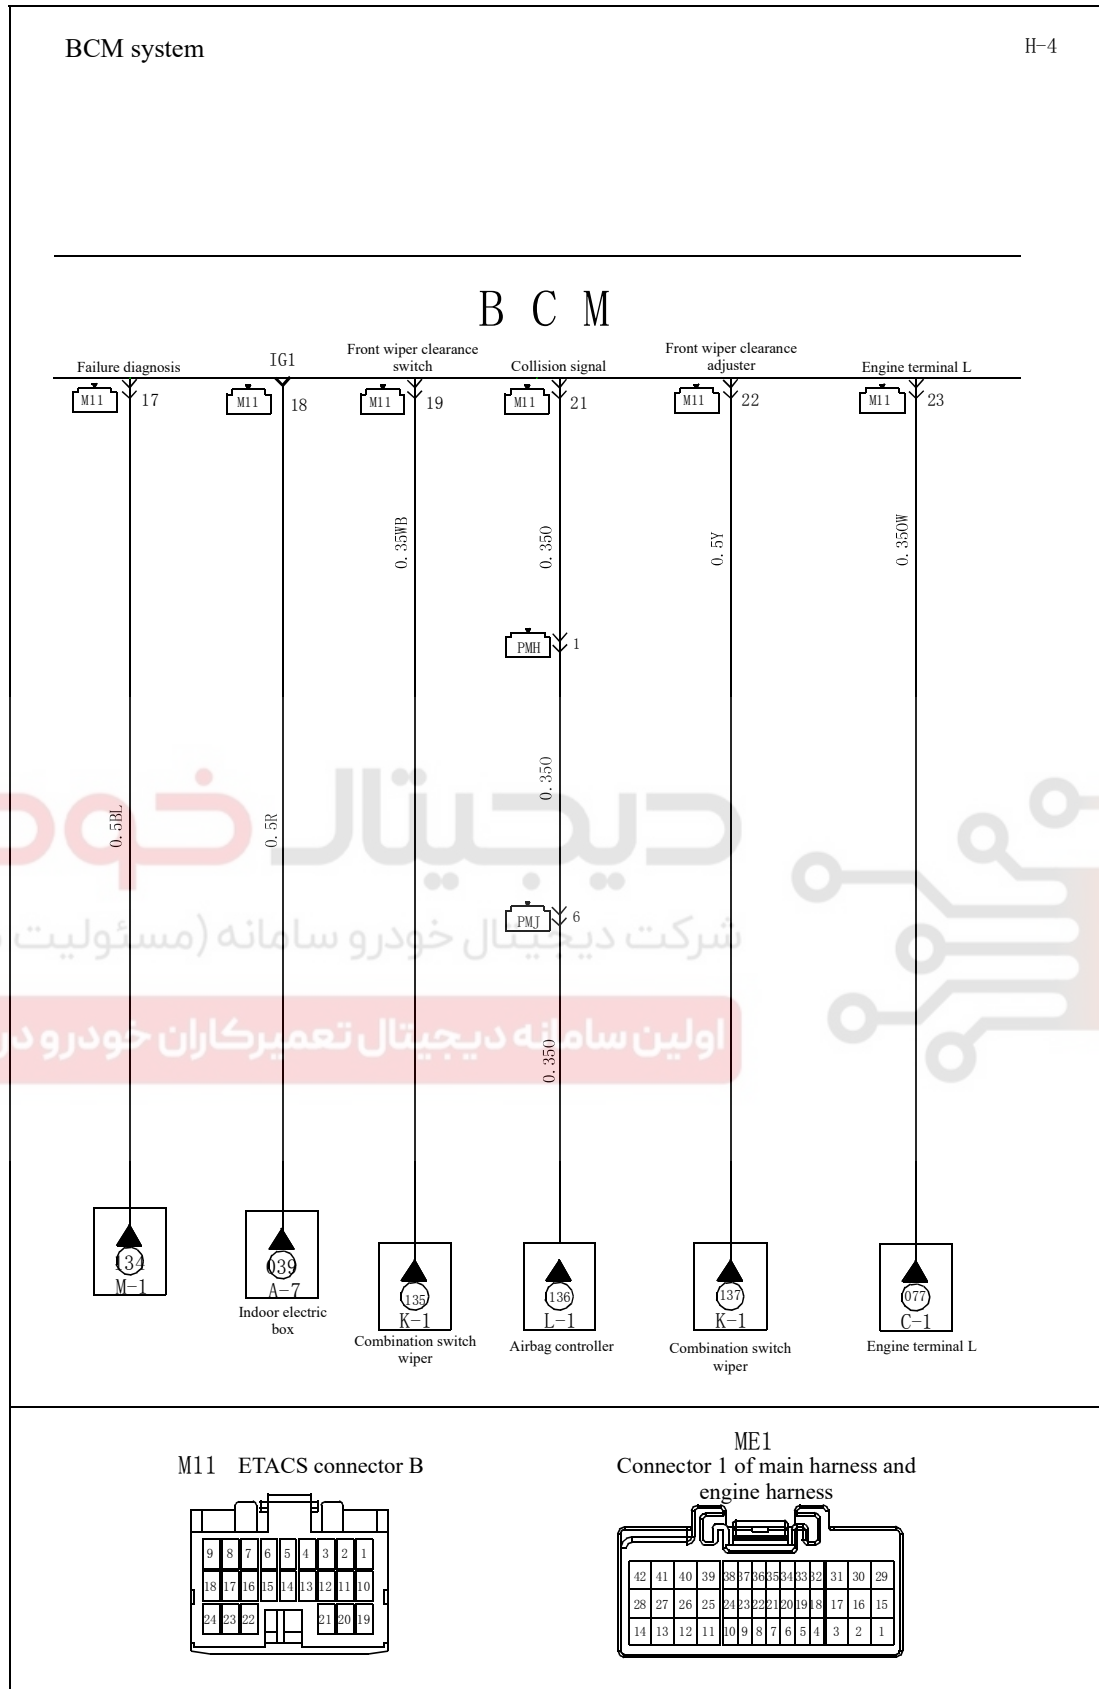 BCM system
H-4
BCM
Failure diagnosis
IG1
Front wiper clearance
switch
Collision signal
Front wiper clearance
adjuster
Engine terminal L
M11 17
M11 18
M11 19
M11 21
M11 22
M11 23
0.35WB
0.35O
0.5Y
0.35OW
PMH 1
0.35O
0.5BL
0.5R
دیجیتال خود
PMJ 6
شرکت دیجیتال خودرو سامانه (مسئولیت
اولین سامانه دیجیتال تعمیرکاران خودرو در
0.35O
134
M-1
039
A-7
Indoor electric
box
135
K-1
Combination switch
wiper
136
L-1
Airbag controller
137
K-1
Combination switch
wiper
077
C-1
Engine terminal L
M11 ETACS connector B
9 8 7 6 5 4 3 2 1
18 17 16 15 14 13 12 11 10
24 23 22 21 20 19
ME1
Connector 1 of main harness and
engine harness
42 41 40 39 38 37 36 35 34 33 32 31 30 29
28 27 26 25 24 23 22 21 20 19 18 17 16 15
14 13 12 11 10 9 8 7 6 5 4 3 2 1